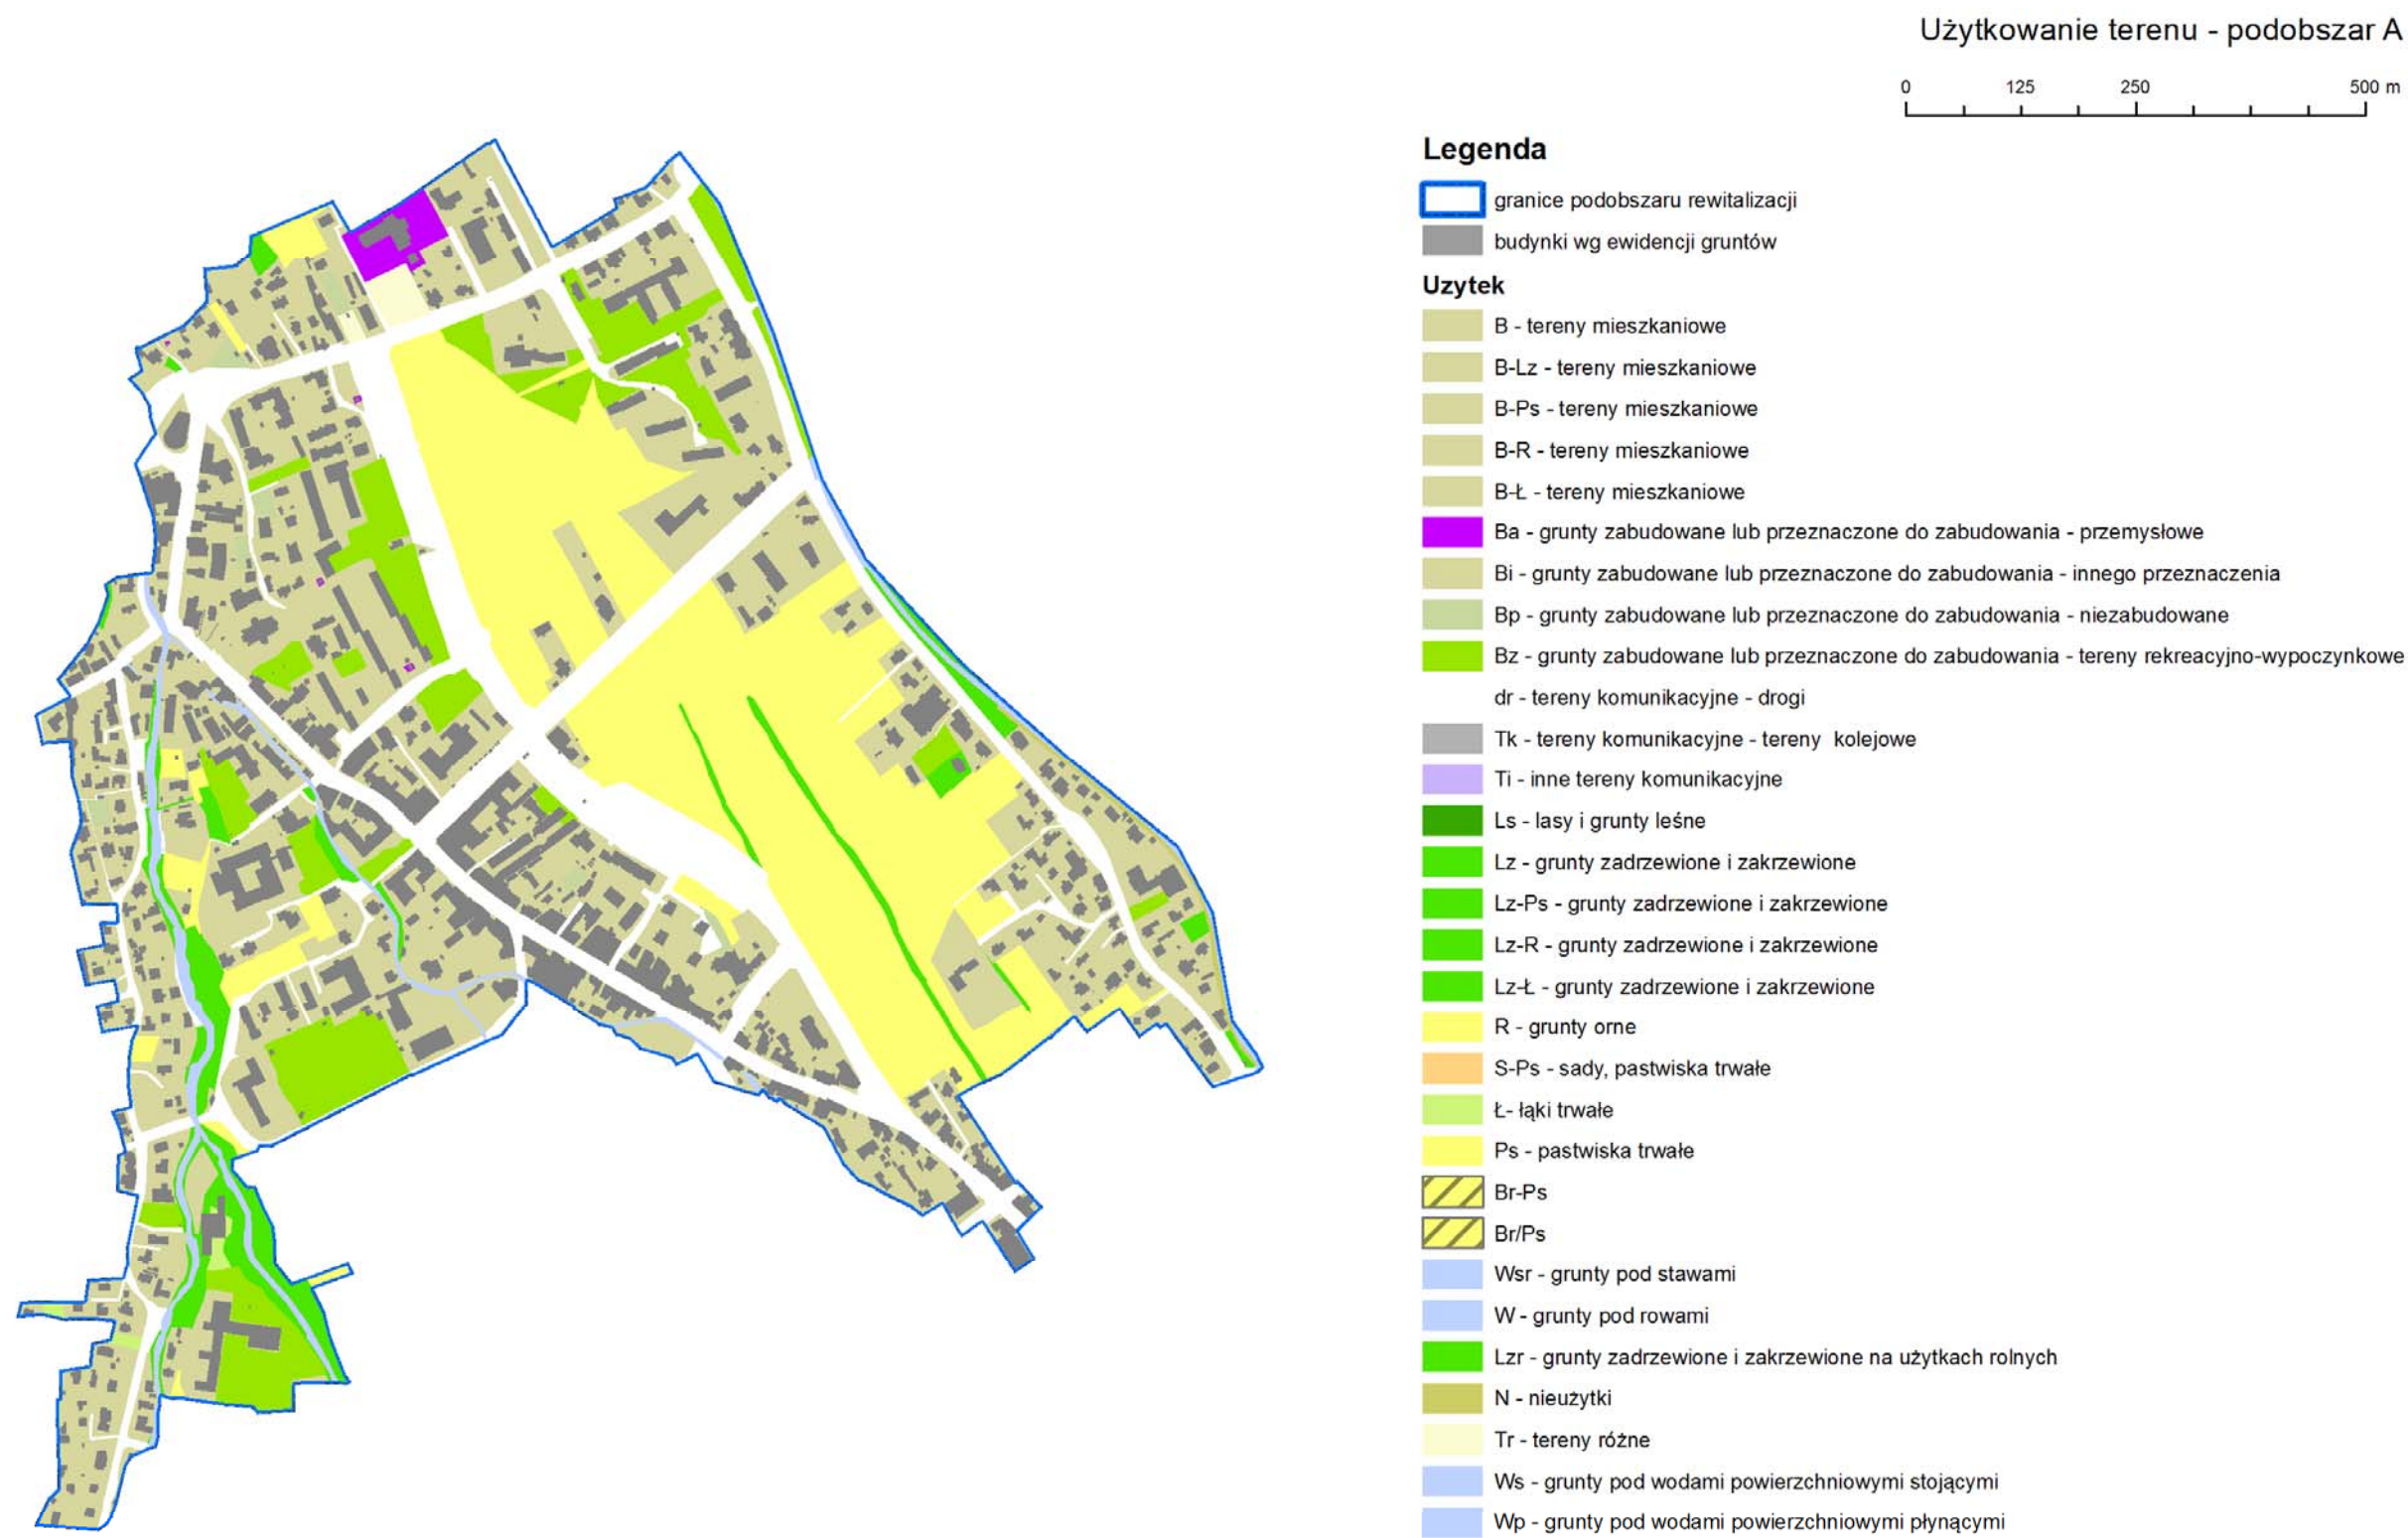 Użytkowanie terenu - podobszar A
0 125 250 500 m
Legenda
granice podobszaru rewitalizacji
budynki wg ewidencji gruntów
Uzytek
B - tereny mieszkaniowe
B-Lz - tereny mieszkaniowe
B-Ps - tereny mieszkaniowe
B-R - tereny mieszkaniowe
B-Ł - tereny mieszkaniowe
Ba - grunty zabudowane lub przeznaczone do zabudowania - przemysłowe
Bi - grunty zabudowane lub przeznaczone do zabudowania - innego przeznaczenia
Bp - grunty zabudowane lub przeznaczone do zabudowania - niezabudowane
Bz - grunty zabudowane lub przeznaczone do zabudowania - tereny rekreacyjno-wypoczynkowe
dr - tereny komunikacyjne - drogi
Tk - tereny komunikacyjne - tereny kolejowe
Ti - inne tereny komunikacyjne
Ls - lasy i grunty leśne
Lz - grunty zadrzewione i zakrzewione
Lz-Ps - grunty zadrzewione i zakrzewione
Lz-R - grunty zadrzewione i zakrzewione
Lz-Ł - grunty zadrzewione i zakrzewione
R - grunty orne
S-Ps - sady, pastwiska trwałe
Ł- łąki trwałe
Ps - pastwiska trwałe
Br-Ps
Br/Ps
Wsr - grunty pod stawami
W - grunty pod rowami
Lzr - grunty zadrzewione i zakrzewione na użytkach rolnych
N - nieużytki
Tr - tereny różne
Ws - grunty pod wodami powierzchniowymi stojącymi
Wp - grunty pod wodami powierzchniowymi płynącymi